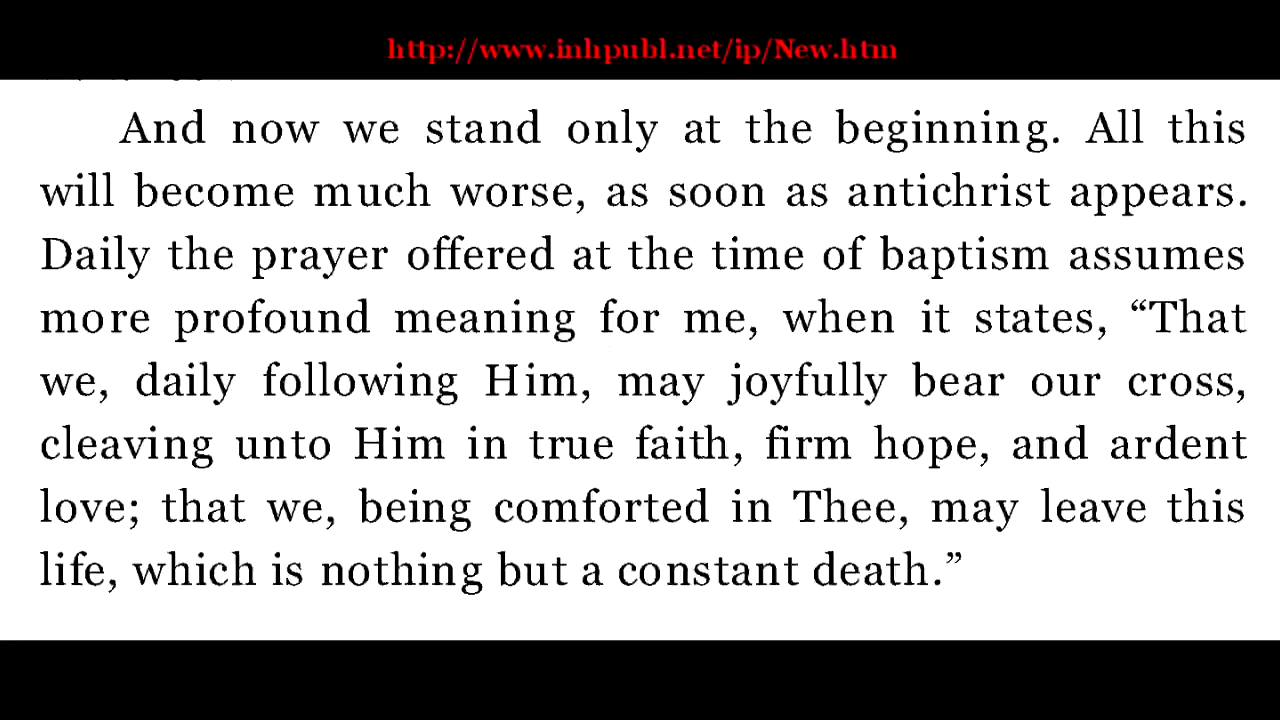 http://www.inhpubl.net/ip/New.htm
And now we stand only at the beginning. All this
will become much worse, as soon as antichrist appears.
Daily the prayer offered at the time of baptism assumes
more profound meaning for me, when it states, “That
we, daily following Him, may joyfully bear our cross,
cleaving unto Him in true faith, firm hope, and ardent
love; that we, being comforted in Thee, may leave this
life, which is nothing but a constant death.”